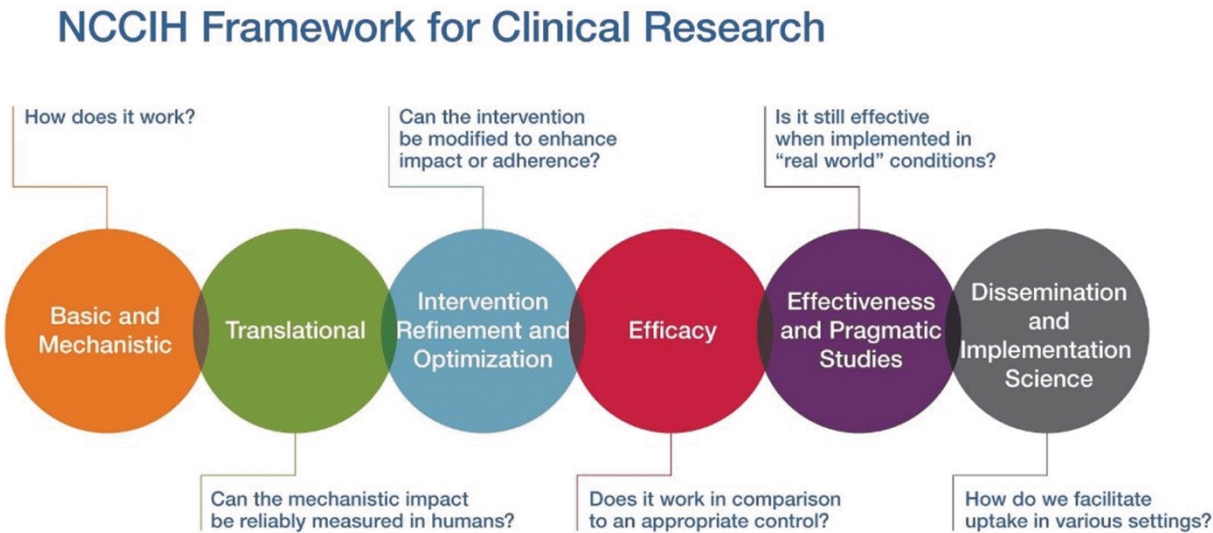 NCCIH Framework for Clinical Research
How does it work?
Can the intervention
be modified to enhance
impact or adherence?
Is it still effective
when implemented in
“real world” conditions?
Basic and
Mechanistic
Translational
Intervention
Refinement and
Optimization
Efficacy
Effectiveness
and Pragmatic
Studies
Dissemination
and
Implementation
Science
Can the mechanistic impact
be reliably measured in humans?
Does it work in comparison
to an appropriate control?
How do we facilitate
uptake in various settings?